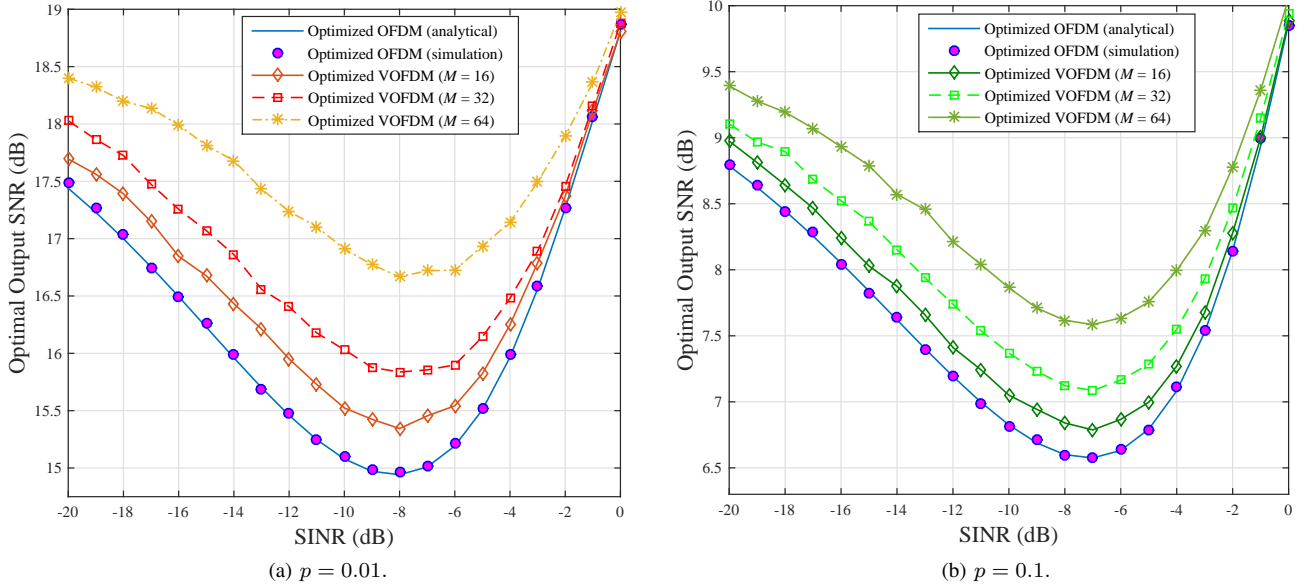 19
18.5
18
17.5
17
16.5
16
15.5
15
Optimal Output SNR (dB)
Optimized OFDM (analytical)
Optimized OFDM (simulation)
Optimized VOFDM (M = 16)
Optimized VOFDM (M = 32)
Optimized VOFDM (M = 64)
-20 -18 -16 -14 -12 -10 -8 -6 -4 -2 0
SINR (dB)
(a) p = 0.01.
10
9.5
9
8.5
8
7.5
7
6.5
Optimal Output SNR (dB)
Optimized OFDM (analytical)
Optimized OFDM (simulation)
Optimized VOFDM (M = 16)
Optimized VOFDM (M = 32)
Optimized VOFDM (M = 64)
-20 -18 -16 -14 -12 -10 -8 -6 -4 -2 0
SINR (dB)
(b) p = 0.1.